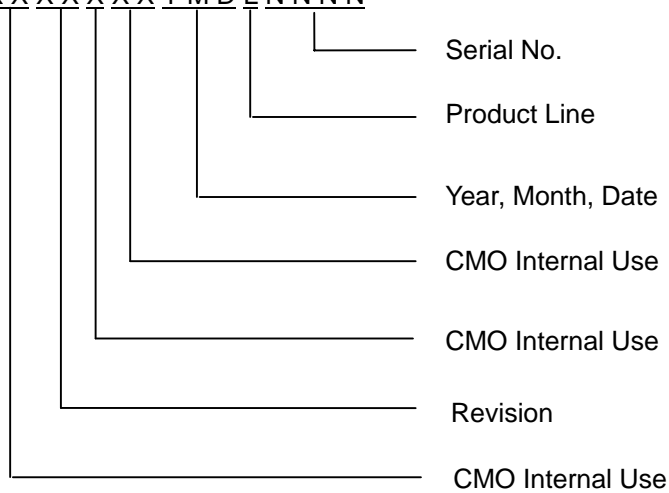 X X X X X X X Y M D L N N N N
Serial No.
Product Line
Year, Month, Date
CMO Internal Use
CMO Internal Use
Revision
CMO Internal Use